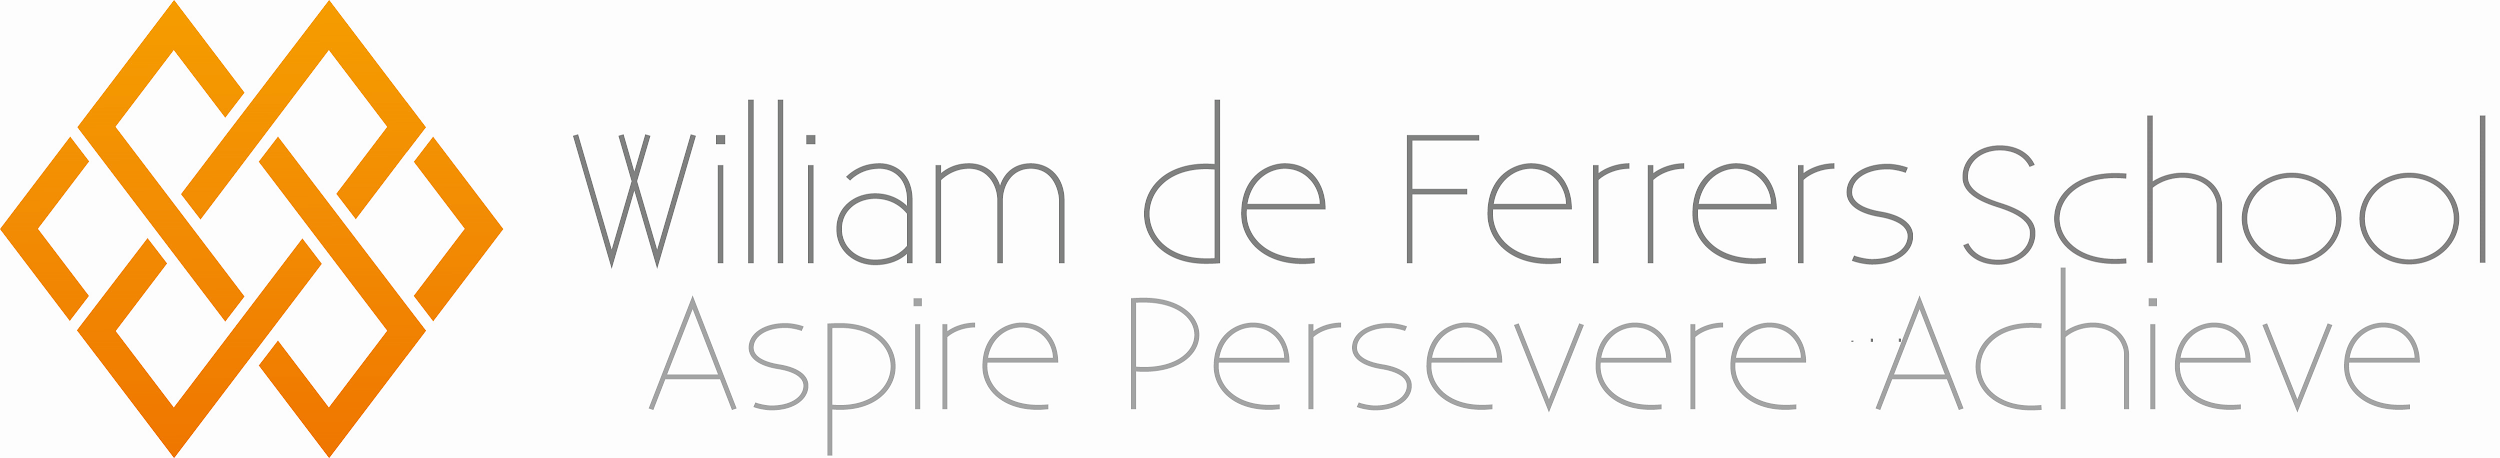 William de Ferrers School
Aspire Persevere Achieve